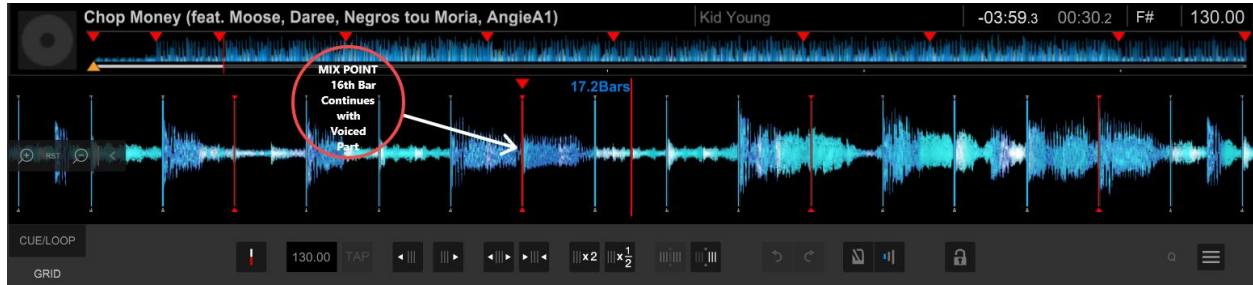 Chop Money (feat. Moose, Daree, Negros tou Moria, AngieA1)
Kid Young
-03:59.3 00:30.2 F# 130.00
MIX POINT
16th Bar
Continues
with
Voiced
Part
17.2Bars
RST
CUE/LOOP
GRID
130.00 TAP
x2 x1/2
Q